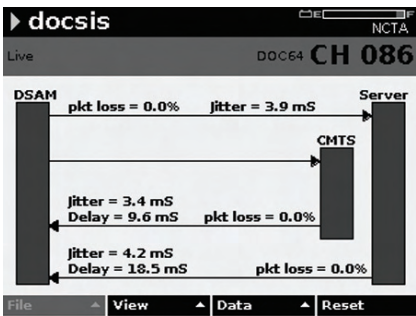 docsis
E F
NCTA
Live
DOC64 CH 086
DSAM
Server
pkt loss = 0.0% Jitter = 3.9 mS
CMTS
Jitter = 3.4 mS
Delay = 9.6 mS pkt loss = 0.0%
Jitter = 4.2 mS
Delay = 18.5 mS pkt loss = 0.0%
File View Data Reset